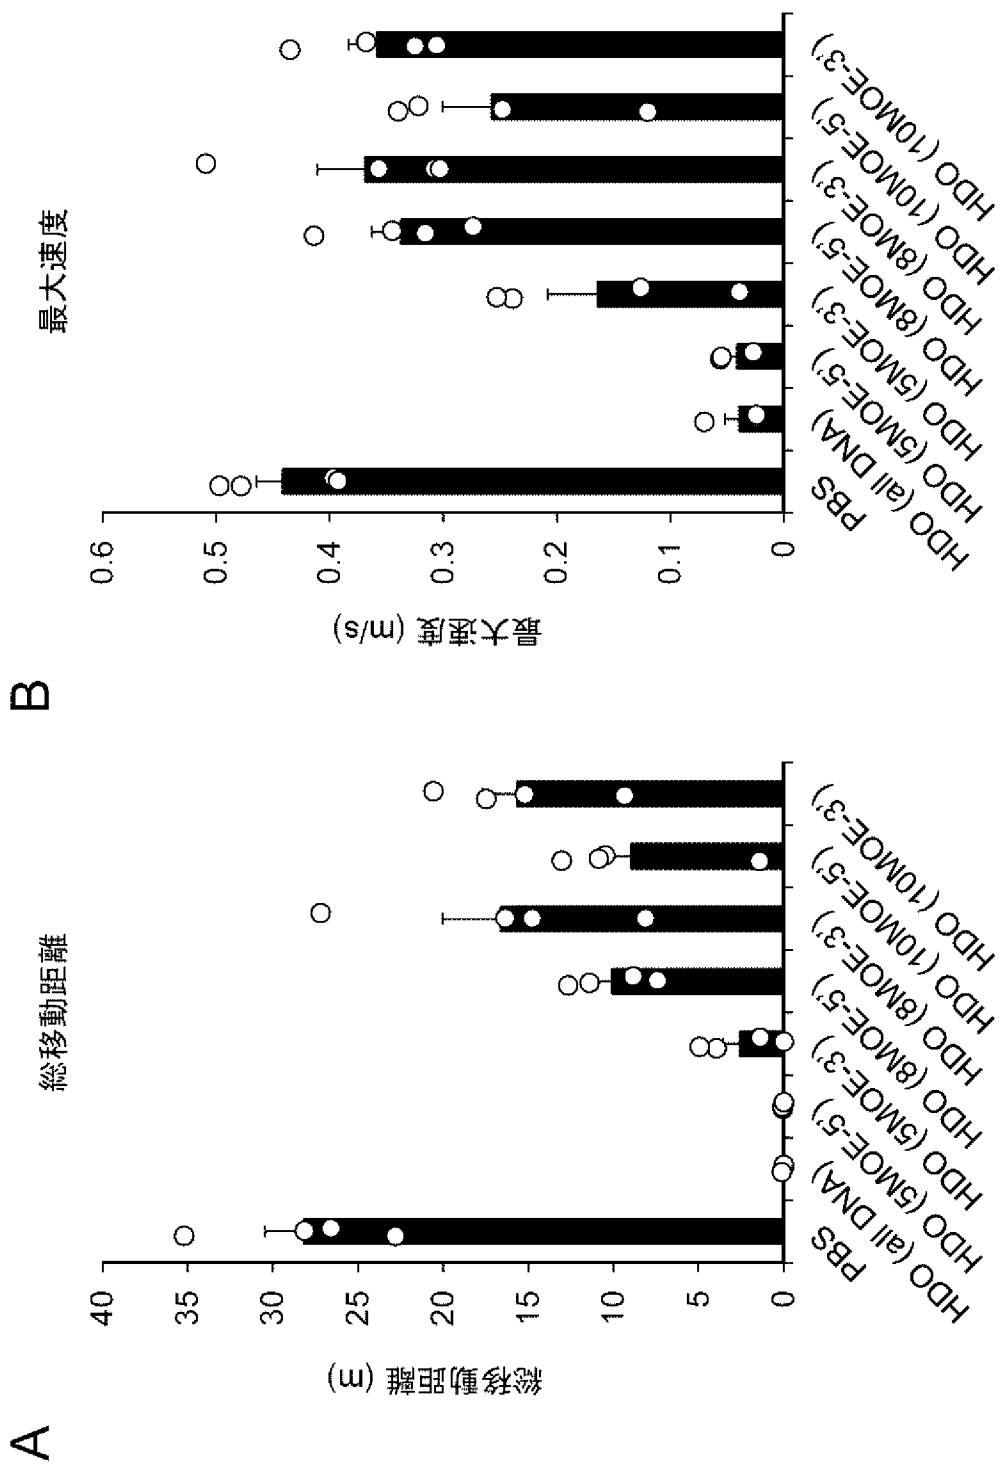 A
総移動距離
総移動距離 (m)
40
35
30
25
20
15
10
5
0
PBS
HDO (all DNA)
HDO (5MOE-5')
HDO (5MOE-3')
HDO (8MOE-5')
HDO (8MOE-3')
HDO (10MOE-5')
HDO (10MOE-3')
B
最大速度
最大速度 (m/s)
0.6
0.5
0.4
0.3
0.2
0.1
0
PBS
HDO (all DNA)
HDO (5MOE-5')
HDO (5MOE-3')
HDO (8MOE-5')
HDO (8MOE-3')
HDO (10MOE-5')
HDO (10MOE-3')